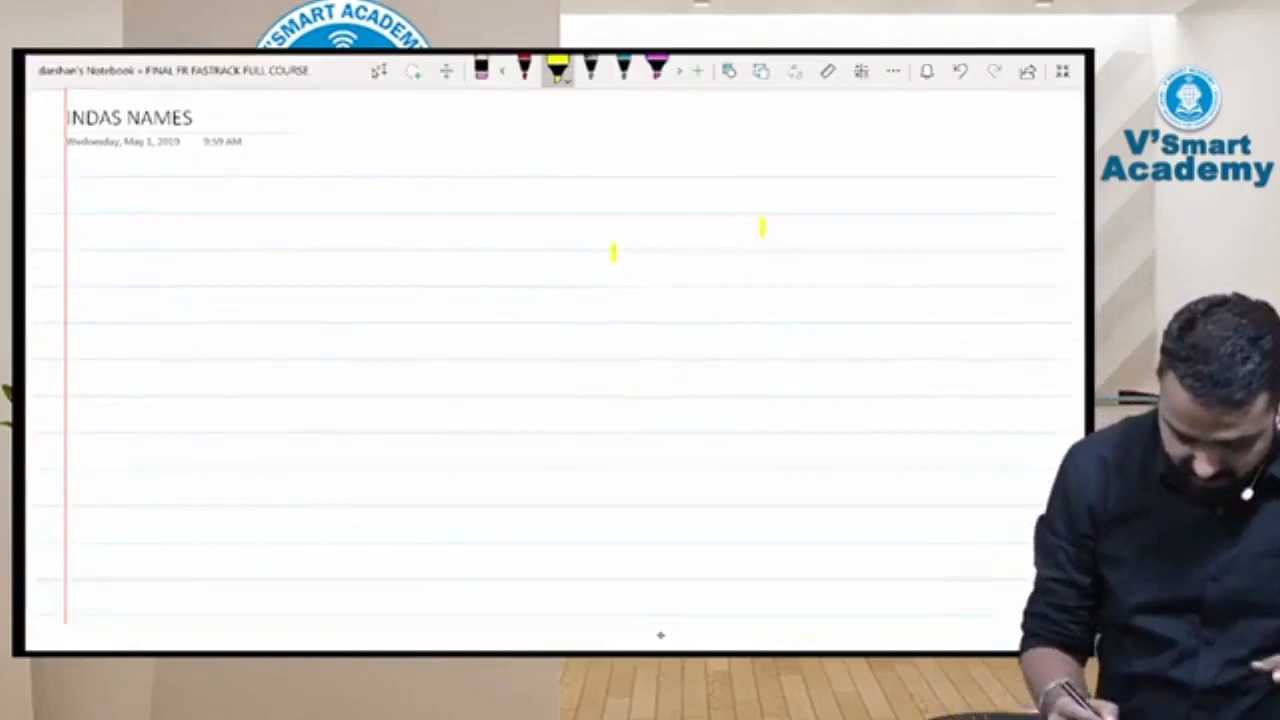 V'SMART ACADEM
darshan's Notebook » FINAL FR FASTRACK FULL COURSE
INDAS NAMES
Wednesday, May 1, 2019 9:59 AM
V'Smart
Academy